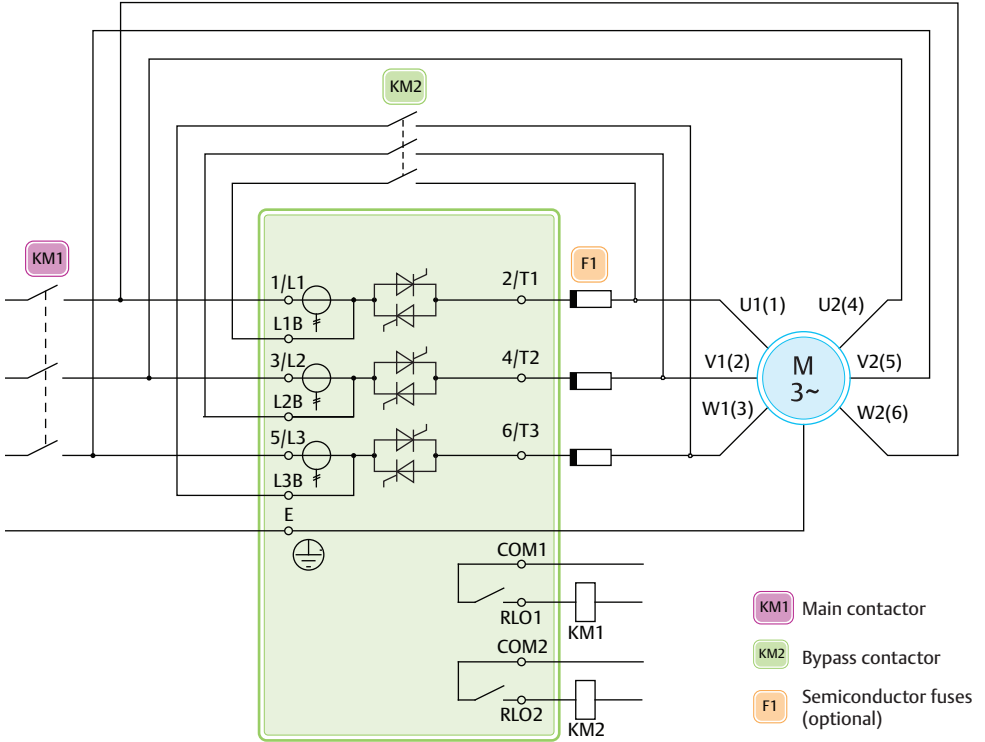 KM2
KM1
F1
1/L1
2/T1
U1(1)
U2(4)
L1B
3/L2
4/T2
V1(2)
M
3~
V2(5)
L2B
5/L3
6/T3
W1(3)
W2(6)
L3B
E
COM1
RLO1
KM1
COM2
RLO2
KM2
KM1 Main contactor
KM2 Bypass contactor
F1 Semiconductor fuses
(optional)